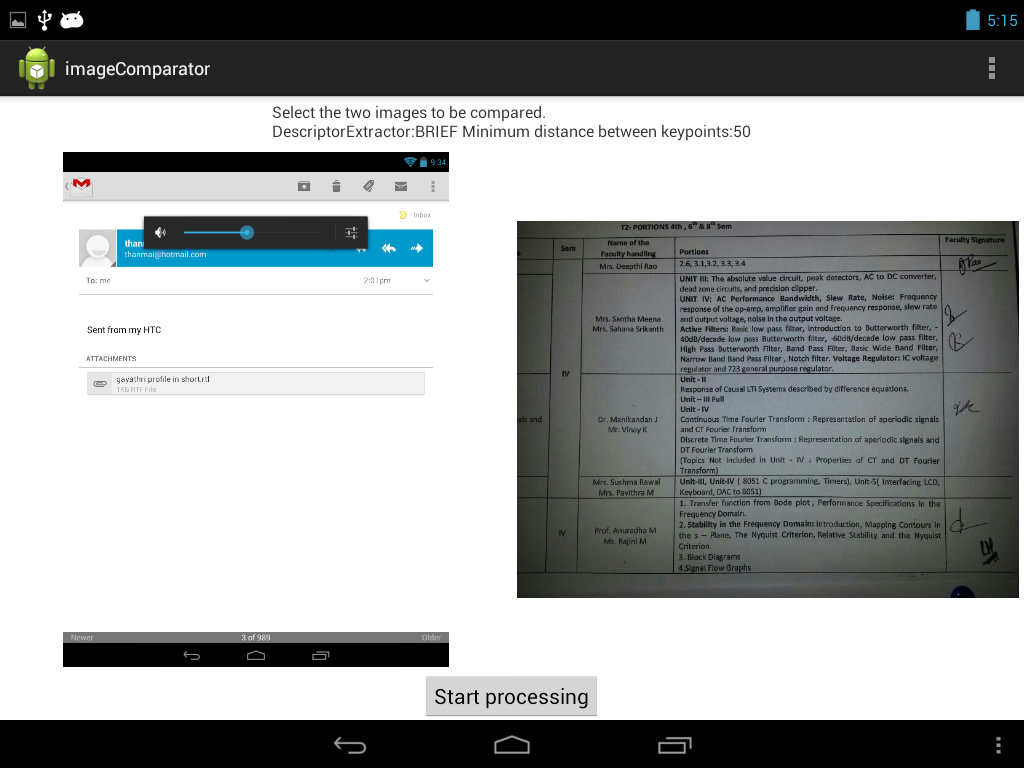 5:15
imageComparator
Select the two images to be compared.
DescriptorExtractor:BRIEF Minimum distance between keypoints:50
9:34
Inbox
than
thanmai@hotmail.com
To: me
2:01pm
Sent from my HTC
ATTACHMENTS
gayathri profile in short.rtf
1KB RTF File
Newer
3 of 989
Older
T2- PORTIONS 4th , 6th & 8th Sem
Sem
Name of the
Faculty handling
Portions
Faculty Signature
Mrs. Deepthi Rao
2.6, 3.1,3.2, 3.3, 3.4
Rao
IV
Mrs. Santha Meena
Mrs. Sahana Srikanth
UNIT III: The absolute value circuit, peak detectors, AC to DC converter,
dead zone circuits, and precision clipper.
UNIT IV: AC Performance Bandwidth, Slew Rate, Noise: Frequency
response of the op-amp, amplifier gain and frequency response, slew rate
and output voltage, noise in the output voltage.
Active Filters: Basic low pass filter, introduction to Butterworth filter, -
40dB/decade low pass Butterworth filter, -60dB/decade low pass filter,
High Pass Butterworth Filter, Band Pass Filter, Basic Wide Band Filter,
Narrow Band Band Pass Filter , Notch filter. Voltage Regulator: IC voltage
regulator and 723 general purpose regulator.
als and
Dr. Manikandan J
Mr. Vinay K
Unit - II
Response of Causal LTI Systems described by difference equations.
Unit – III Full
Unit - IV
Continuous Time Fourier Transform : Representation of aperiodic signals
and CT Fourier Transform
Discrete Time Fourier Transform : Representation of aperiodic signals and
DT Fourier Transform
(Topics Not Included in Unit - IV : Properties of CT and DT Fourier
Transform)
Mrs. Sushma Rawal
Mrs. Pavithra M
Unit-III, Unit-IV ( 8051 C programming, Timers), Unit-5( Interfacing LCD,
Keyboard, DAC to 8051)
IV
Prof. Anuradha M
Ms. Rajini M
1. Transfer function from Bode plot , Performance Specifications in the
Frequency Domain.
2. Stability in the Frequency Domain: Introduction, Mapping Contours in
the s – Plane, The Nyquist Criterion, Relative Stability and the Nyquist
Criterion.
3. Block Diagrams
4.Signal Flow Graphs
Start processing